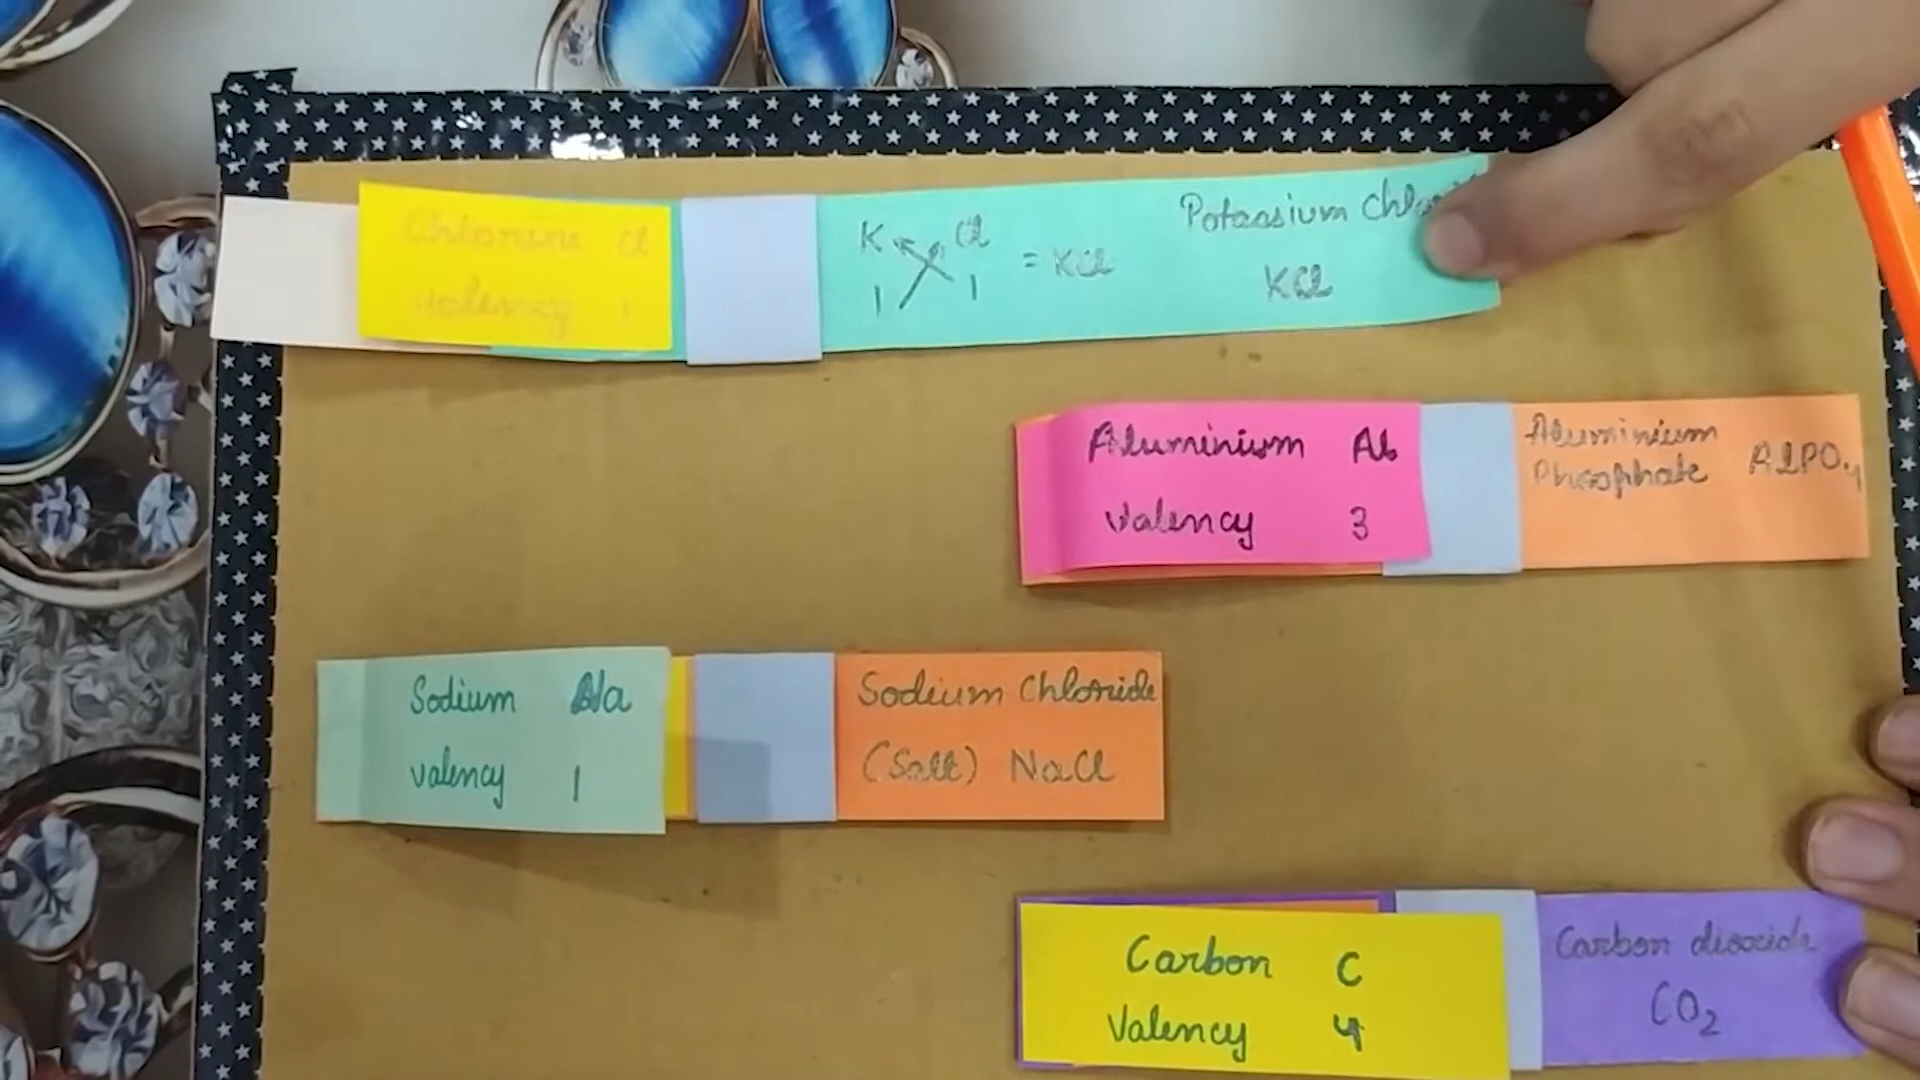 Chlorine Cl
Valency 1
K Cl
1 1
= KCl
Potassium Chlo
KCl
Aluminium Al
Valency 3
Aluminium
Phosphate AlPO4
Sodium Na
valency 1
Sodium Chloride
(Salt) NaCl
Carbon C
Valency 4
Carbon dioxide
CO2